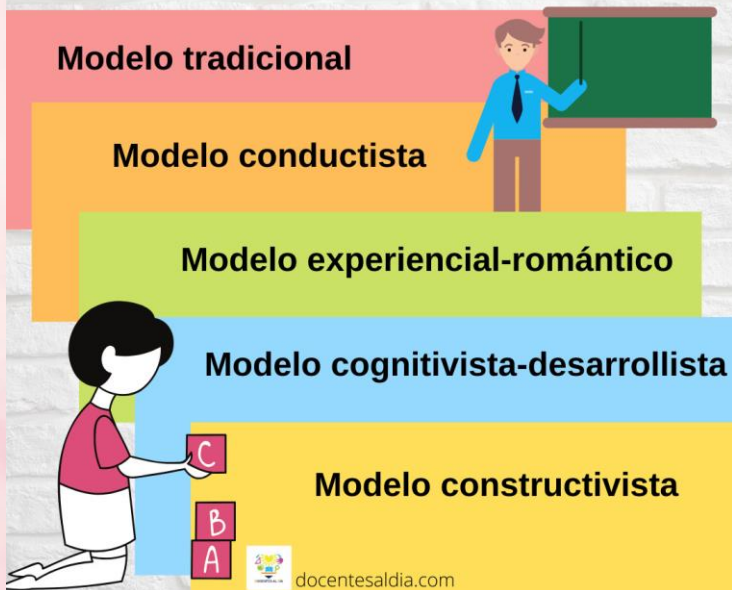 Modelo tradicional
Modelo conductista
Modelo experiencial-romántico
Modelo cognitivista-desarrollista
Modelo constructivista
C
B
A
docentesaldia.com